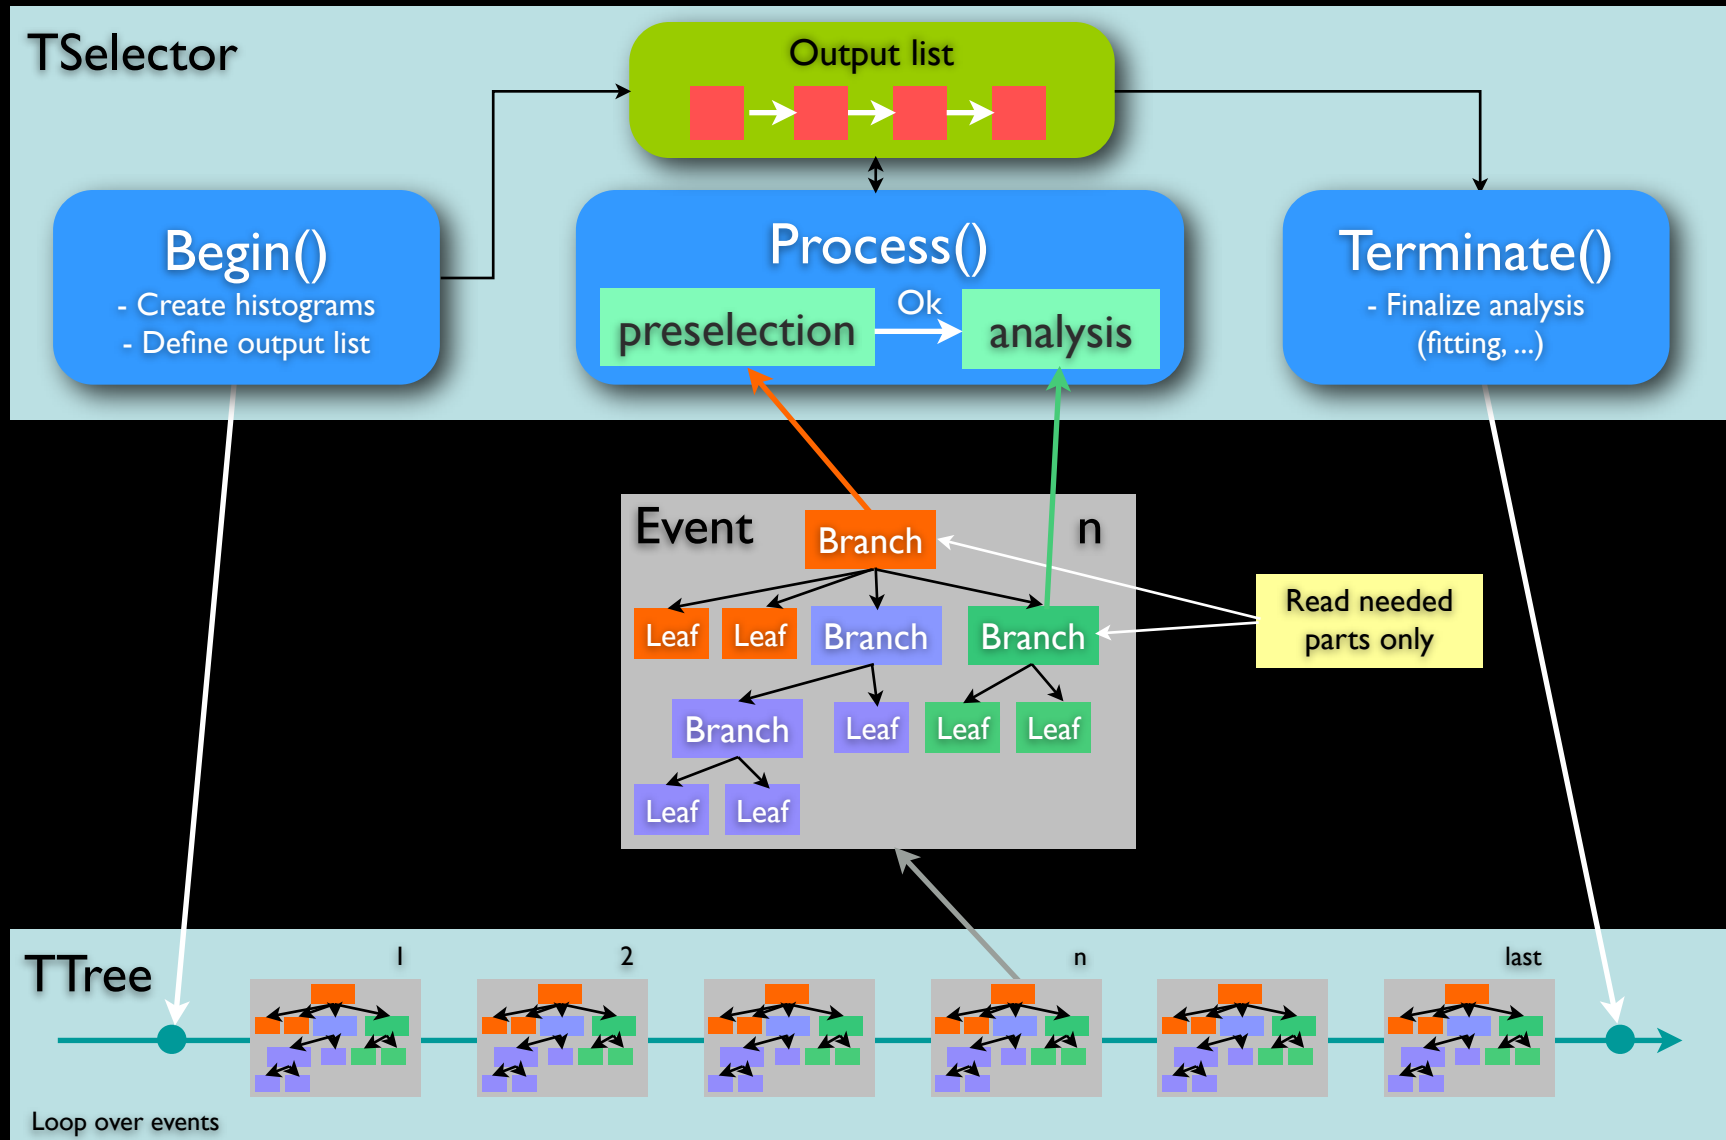 TSelector
Output list
Begin()
- Create histograms
- Define output list
Process()
preselection
Ok
analysis
Terminate()
- Finalize analysis
(fitting, ...)
Event
n
Branch
Leaf
Leaf
Branch
Branch
Read needed
parts only
Branch
Leaf
Leaf
Leaf
Leaf
Leaf
TTree
1
2
n
last
Loop over events